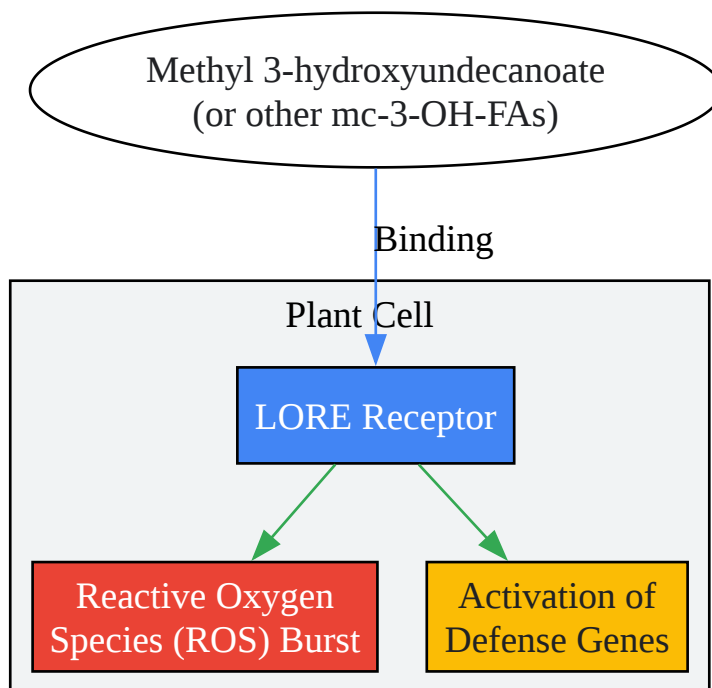 Methyl 3-hydroxyundecanoate
(or other mc-3-OH-FAs)
Binding
Plant Cell
LORE Receptor
Reactive Oxygen
Species (ROS) Burst
Activation of
Defense Genes